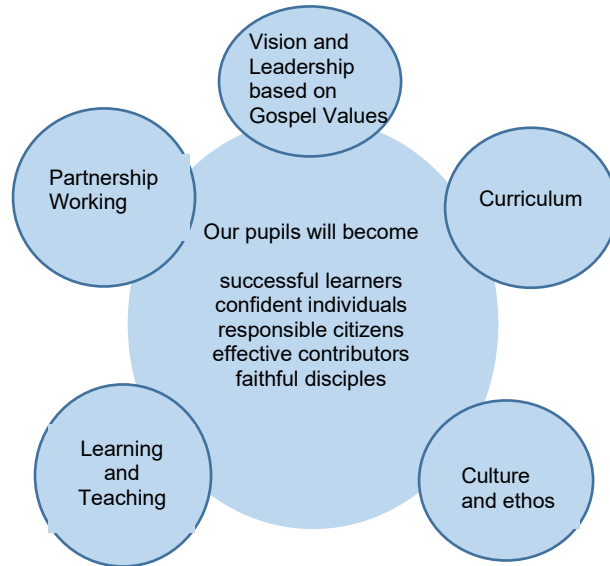 Vision and
Leadership
based on
Gospel Values
Partnership
Working
Curriculum
Our pupils will become
successful learners
confident individuals
responsible citizens
effective contributors
faithful disciples
Learning
and
Teaching
Culture
and ethos